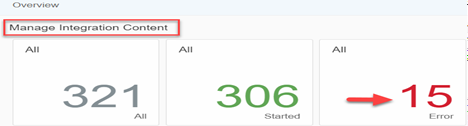 Overview
Manage Integration Content
All All All
321 306 15
All Started Error